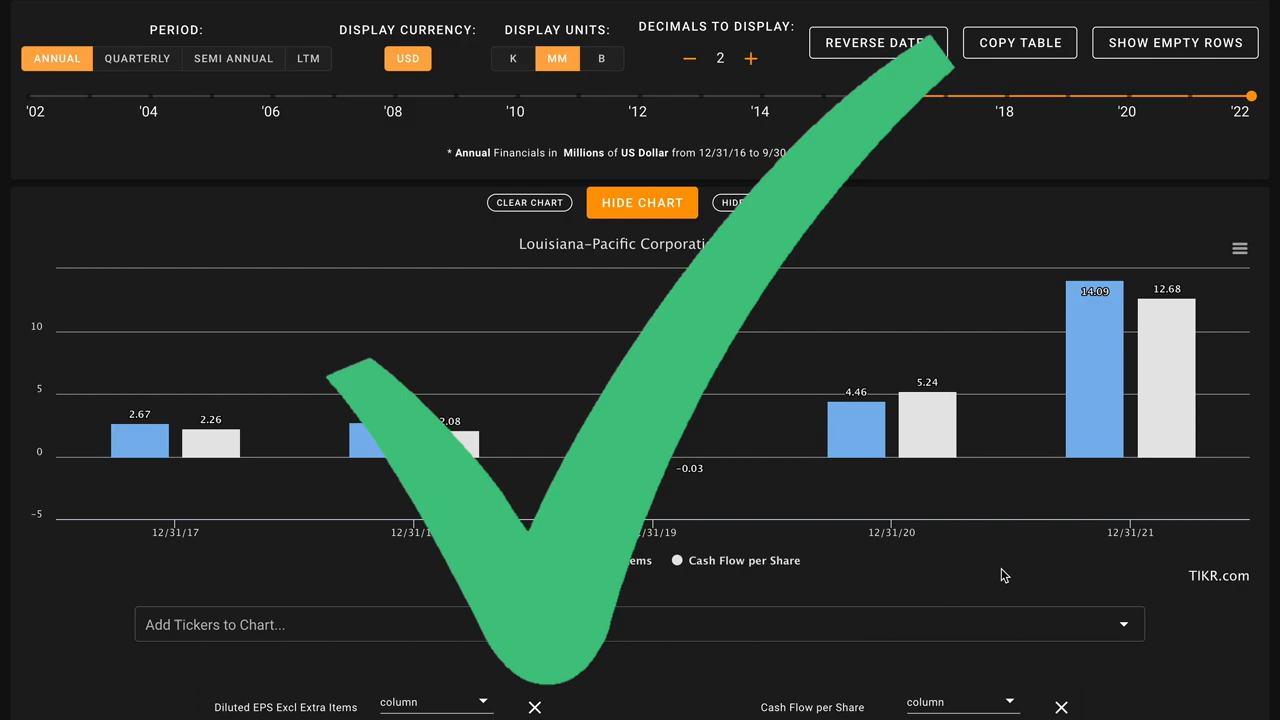 PERIOD:
DISPLAY CURRENCY:
DISPLAY UNITS:
DECIMALS TO DISPLAY:
ANNUAL QUARTERLY SEMI ANNUAL LTM
USD
K MM B
2
REVERSE DATE
COPY TABLE
SHOW EMPTY ROWS
'02 '04 '06 '08 '10 '12 '14 '18 '20 '22
* Annual Financials in Millions of US Dollar from 12/31/16 to 9/30/
CLEAR CHART
HIDE CHART
HIDE
Louisiana-Pacific Corporatio
10
5
0
-5
2.67
2.26
2.08
-0.03
4.46
5.24
14.09
12.68
12/31/17
12/31/1
/31/19
12/31/20
12/31/21
ems
Cash Flow per Share
TIKR.com
Add Tickers to Chart...
Diluted EPS Excl Extra Items column
Cash Flow per Share column